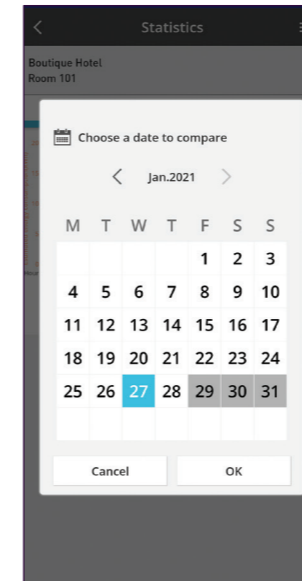 Statistics
Boutique Hotel
Room 101
Choose a date to compare
Jan.2021
M T W T F S S
1 2 3
4 5 6 7 8 9 10
11 12 13 14 15 16 17
18 19 20 21 22 23 24
25 26 27 28 29 30 31
Cancel OK